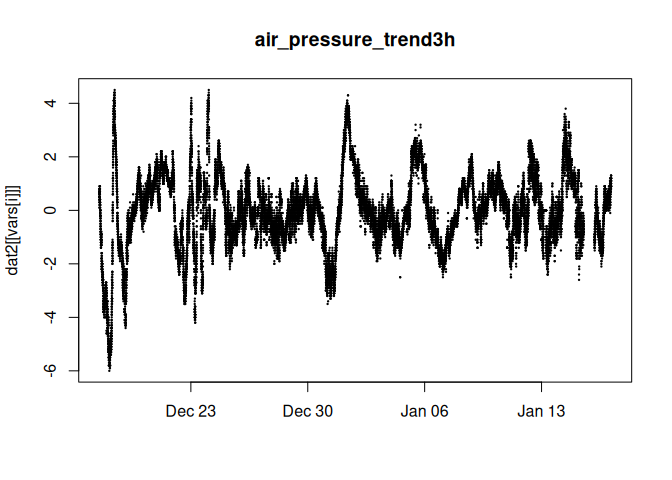 air_pressure_trend3h
dat2[[vars[i]]]
4
2
0
-2
-4
-6
Dec 23 Dec 30 Jan 06 Jan 13